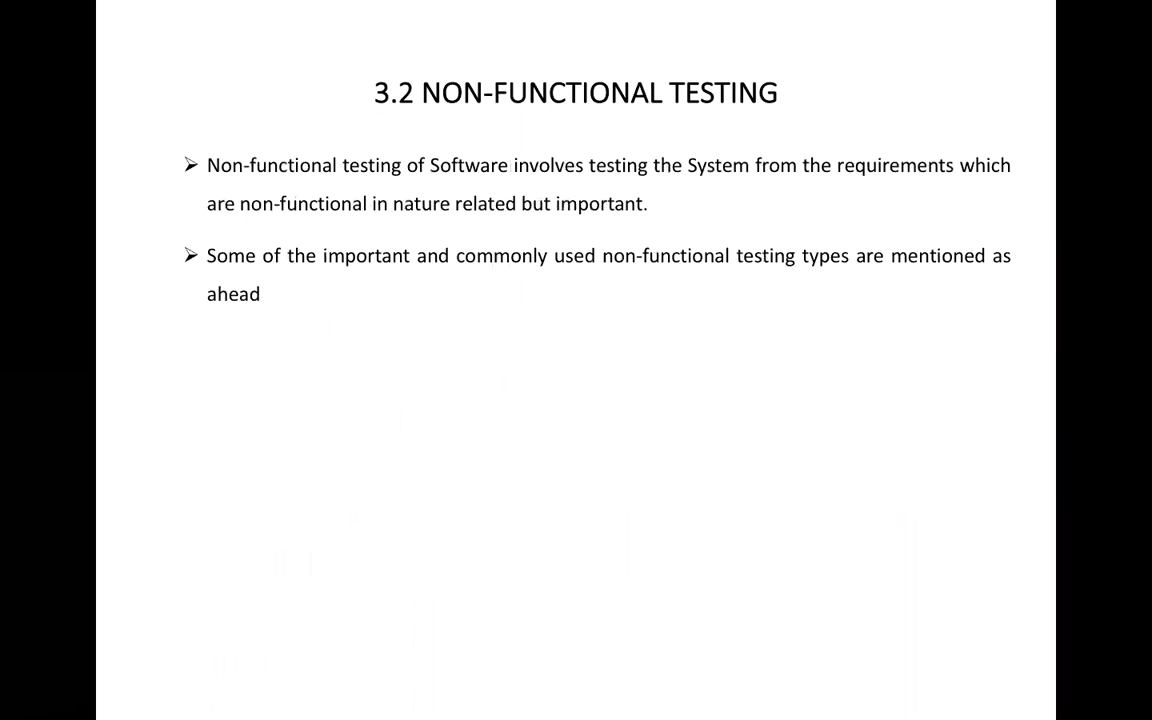 3.2 NON-FUNCTIONAL TESTING
➢ Non-functional testing of Software involves testing the System from the requirements which
are non-functional in nature related but important.
➢ Some of the important and commonly used non-functional testing types are mentioned as
ahead